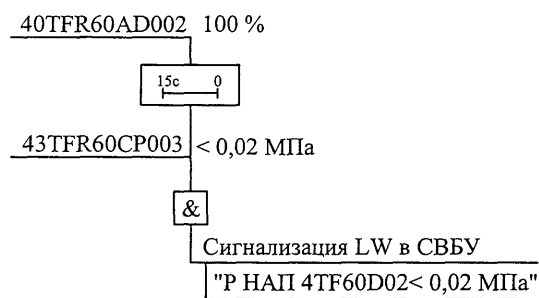 40TFR60AD002 100 %
15с 0
43TFR60CP003 < 0,02 МПа
&
Сигнализация LW в СВБУ
"Р НАП 4TF60D02< 0,02 МПа"